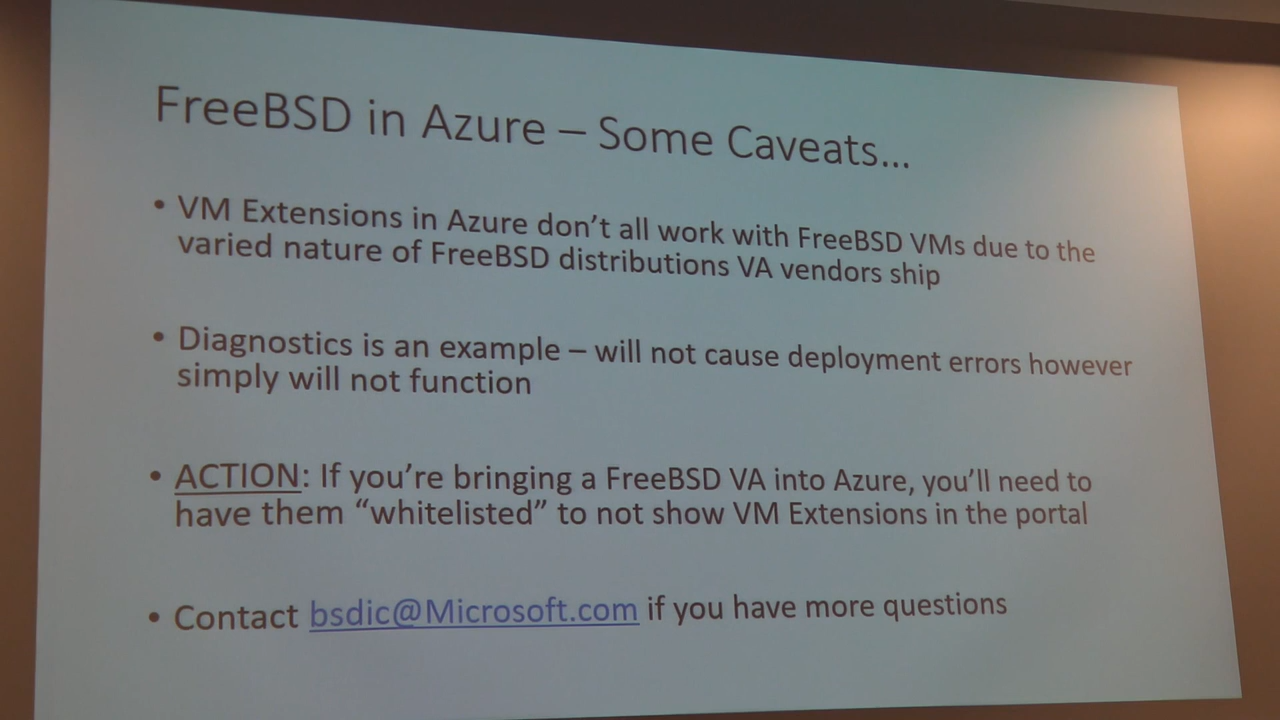 FreeBSD in Azure – Some Caveats...
• VM Extensions in Azure don't all work with FreeBSD VMs due to the
varied nature of FreeBSD distributions VA vendors ship
• Diagnostics is an example – will not cause deployment errors however
simply will not function
• ACTION: If you're bringing a FreeBSD VA into Azure, you'll need to
have them “whitelisted” to not show VM Extensions in the portal
• Contact bsdic@Microsoft.com if you have more questions